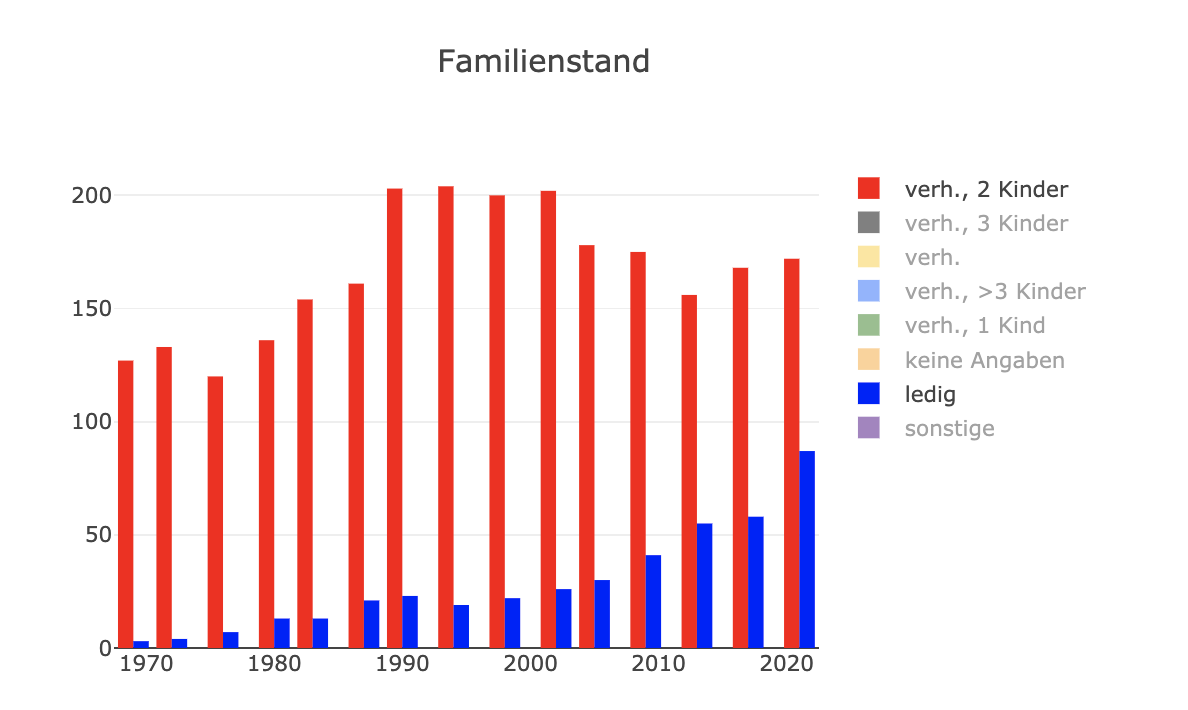 Familienstand
200
150
100
50
0
1970 1980 1990 2000 2010 2020
verh., 2 Kinder
verh., 3 Kinder
verh.
verh., >3 Kinder
verh., 1 Kind
keine Angaben
ledig
sonstige